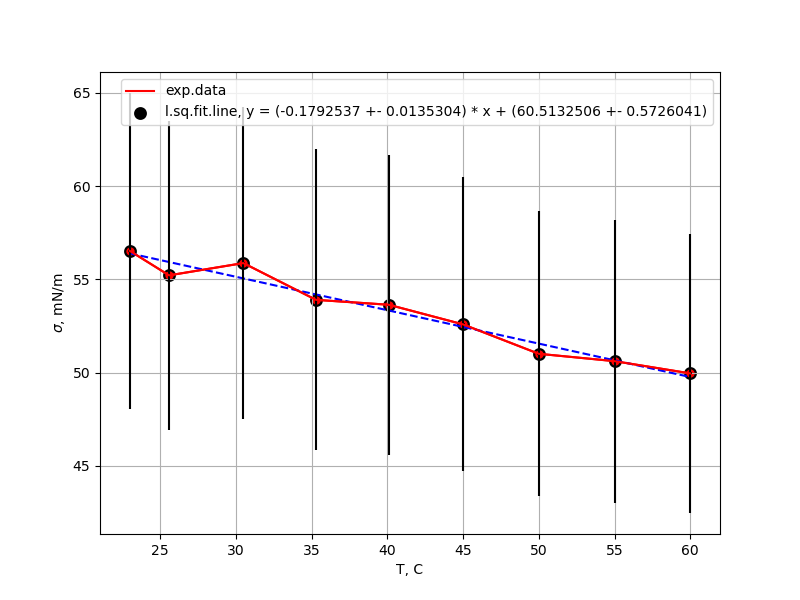 exp.data
l.sq.fit.line, y = (-0.1792537 +- 0.0135304) * x + (60.5132506 +- 0.5726041)
65
60
55
50
45
σ, mN/m
25 30 35 40 45 50 55 60
T, C